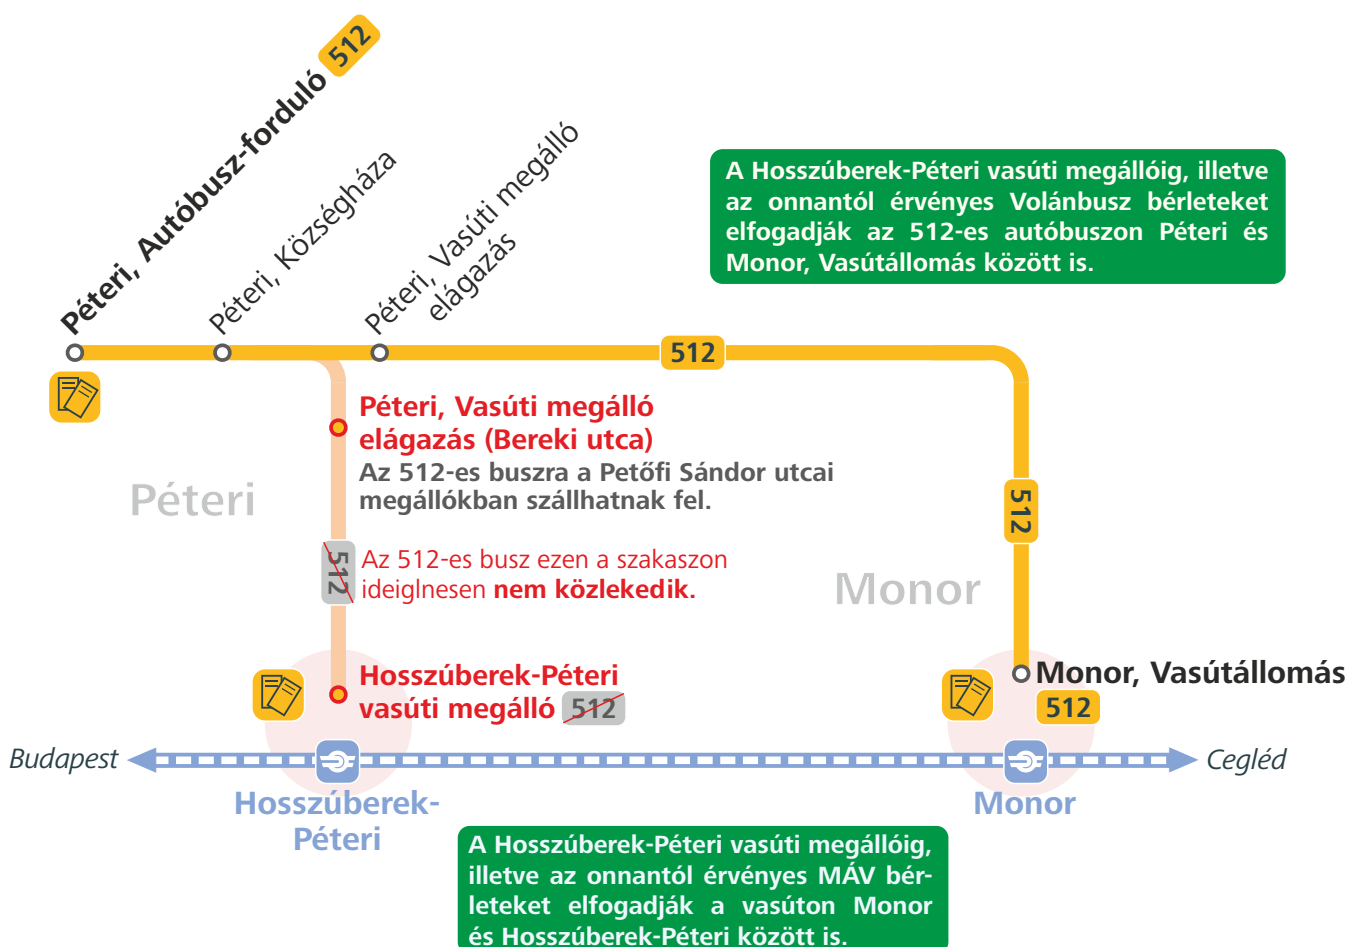 Péteri, Autóbusz-forduló 512
Péteri, Községháza
Péteri, Vasúti megálló
elágazás
A Hosszúberek-Péteri vasúti megállóig, illetve
az onnantól érvényes Volánbusz bérleteket
elfogadják az 512-es autóbuszon Péteri és
Monor, Vasútállomás között is.
512
Péteri, Vasúti megálló
elágazás (Bereki utca)
Az 512-es buszra a Petőfi Sándor utcai
megállókban szállhatnak fel.
Péteri
512
512
Az 512-es busz ezen a szakaszon
ideiglnesen nem közlekedik.
Monor
Hosszúberek-Péteri
vasúti megálló 512
Monor, Vasútállomás
512
Budapest
Cegléd
Hosszúberek-
Péteri
Monor
A Hosszúberek-Péteri vasúti megállóig,
illetve az onnantól érvényes MÁV bér-
leteket elfogadják a vasúton Monor
és Hosszúberek-Péteri között is.